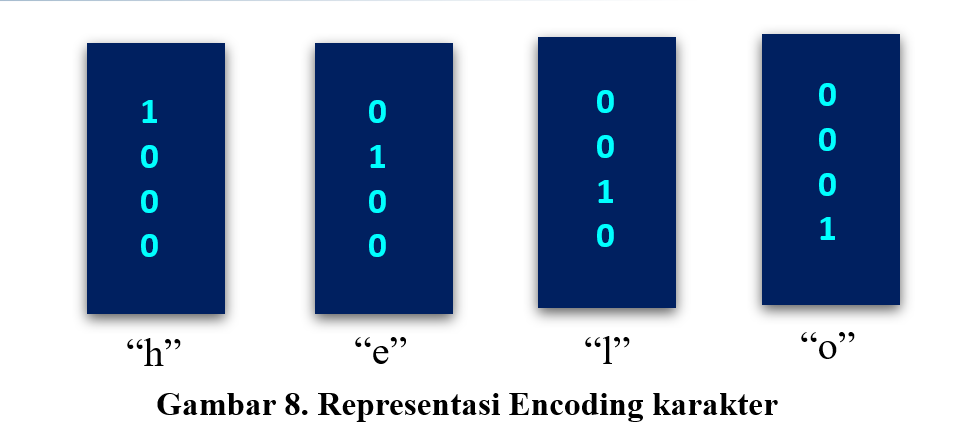 1 0 0 0
0 1 0 0
0 0 1 0
0 0 0 1
“h” “e” “l” “o”
Gambar 8. Representasi Encoding karakter